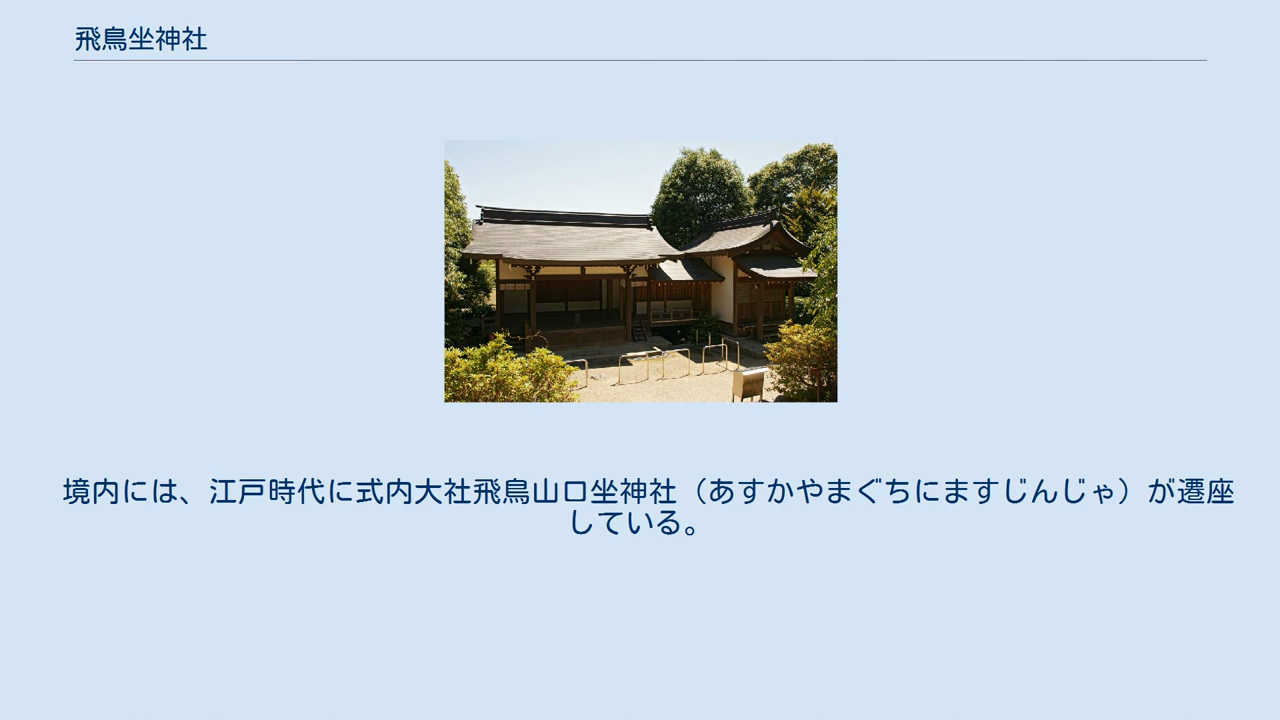 飛鳥坐神社
境内には、江戸時代に式内大社飛鳥山口坐神社（あすかやまぐちにますじんじゃ）が遷座
している。